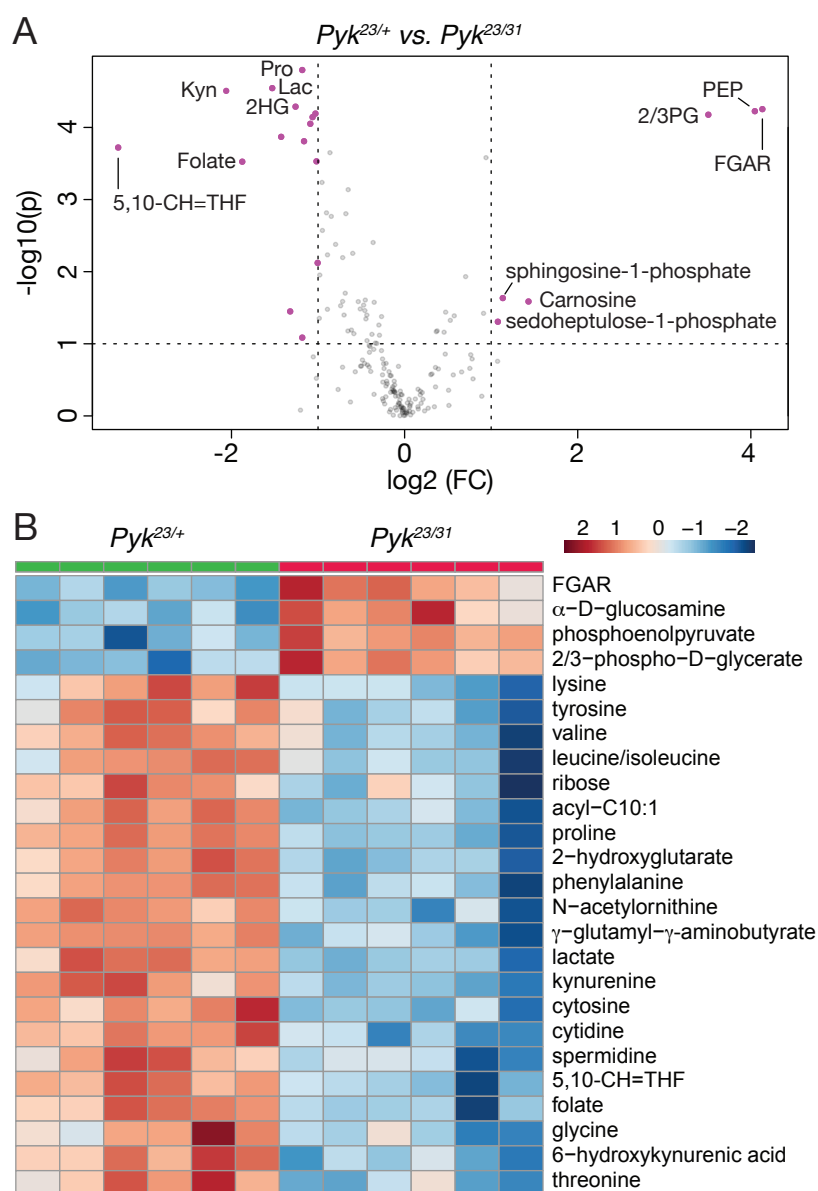 A
Pyk23/+ vs. Pyk23/31
Pro
Kyn
Lac
2HG
PEP
2/3PG
FGAR
Folate
5,10-CH=THF
sphingosine-1-phosphate
Carnosine
sedoheptulose-1-phosphate
-log10(p)
4
3
2
1
0
-2
0
2
4
log2 (FC)
B
Pyk23/+
Pyk23/31
2 1 0 −1 −2
FGAR
α−D−glucosamine
phosphoenolpyruvate
2/3−phospho−D−glycerate
lysine
tyrosine
valine
leucine/isoleucine
ribose
acyl−C10:1
proline
2−hydroxyglutarate
phenylalanine
N−acetylornithine
γ−glutamyl−γ-aminobutyrate
lactate
kynurenine
cytosine
cytidine
spermidine
5,10-CH=THF
folate
glycine
6−hydroxykynurenic acid
threonine